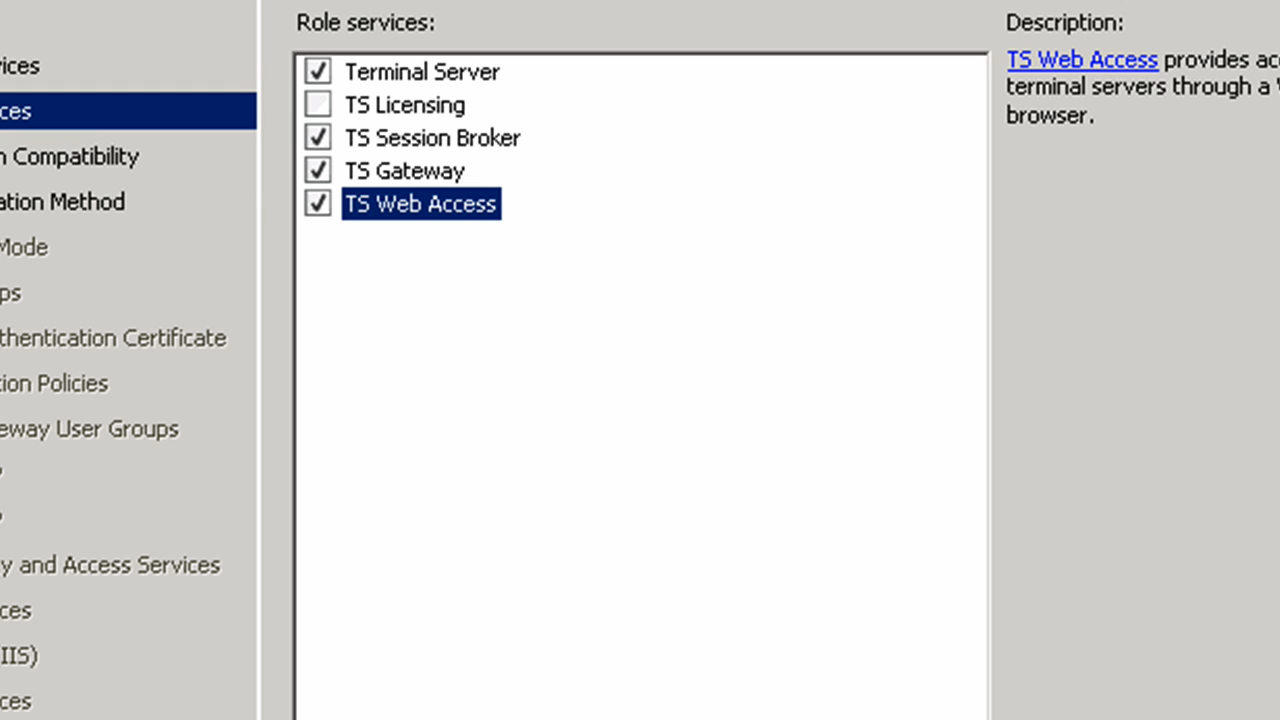 vices
ces
n Compatibility
ation Method
Mode
ps
thentication Certificate
tion Policies
eway User Groups
y and Access Services
ces
IIS)
ces
Role services:
Terminal Server
TS Licensing
TS Session Broker
TS Gateway
TS Web Access
Description:
TS Web Access provides
terminal servers through a
browser.